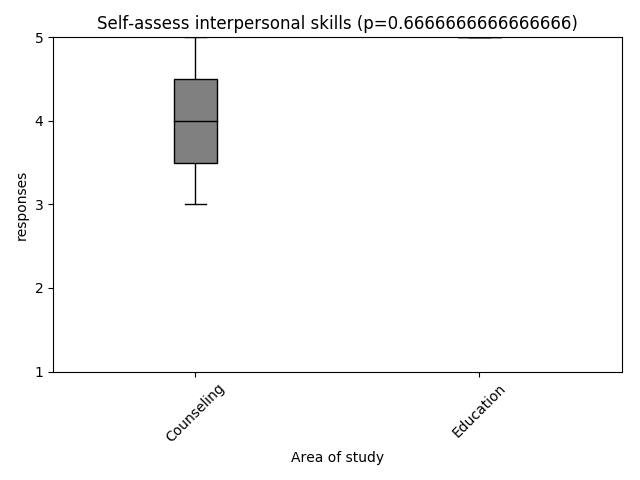 Self-assess interpersonal skills (p=0.6666666666666666)
responses
5
4
3
2
1
Counseling
Education
Area of study